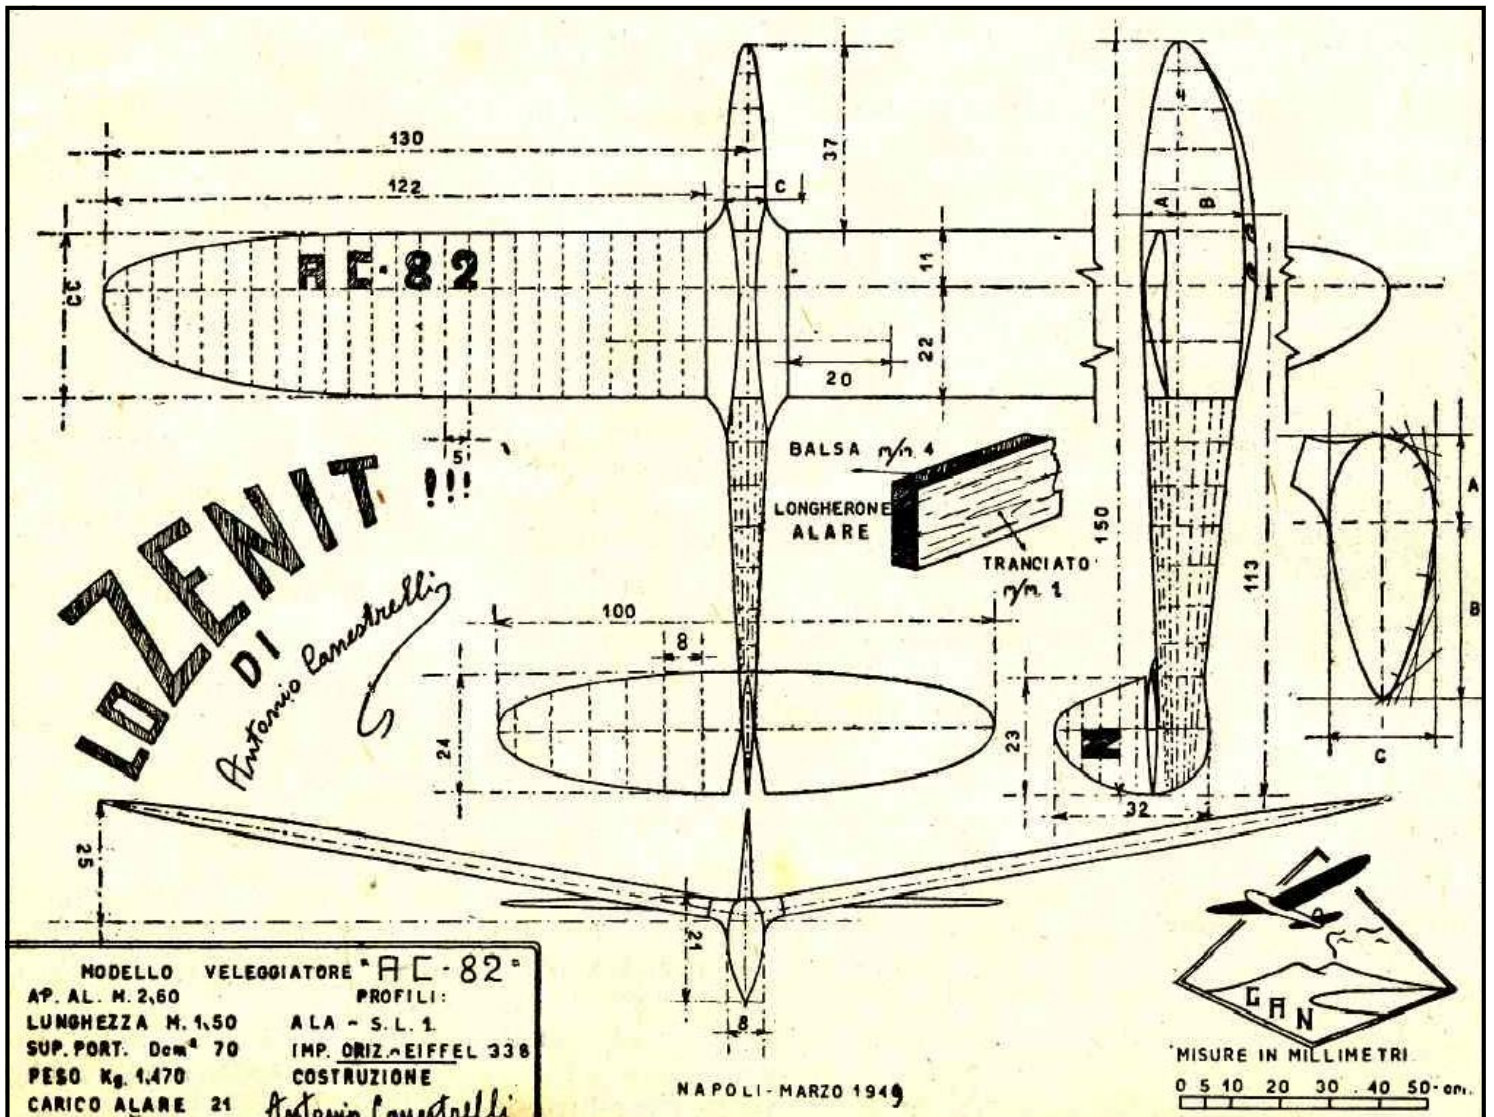 130
122
37
C
4
A B
AC-82
33
11
22
20
5
LO ZENIT !!!
DI
Antonio Canestrelli
BALSA m/m. 4
LONGHERONE
ALARE
TRANCIATO
m/m. 1
150
113
A
B
C
100
8
24
23
N
32
25
21
8
MODELLO VELEGGIATORE "AC-82"
AP. AL. M. 2,60 PROFILI:
LUNGHEZZA M. 1,50 ALA - S.L. 1.
SUP. PORT. Dcm² 70 IMP. ORIZ. - EIFFEL 336
PESO Kg. 1,470 COSTRUZIONE
CARICO ALARE 21 Antonio Canestrelli
NAPOLI-MARZO 1949
GAN
MISURE IN MILLIMETRI
0 5 10 20 30 40 50 cm.